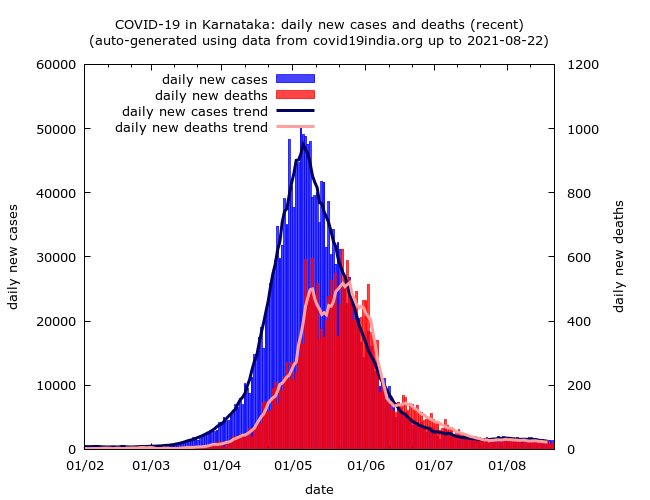 COVID-19 in Karnataka: daily new cases and deaths (recent)
(auto-generated using data from covid19india.org up to 2021-08-22)
daily new cases
daily new deaths
daily new cases trend
daily new deaths trend
60000
50000
40000
30000
20000
10000
0
1200
1000
800
600
400
200
0
daily new cases
daily new deaths
01/02 01/03 01/04 01/05 01/06 01/07 01/08
date